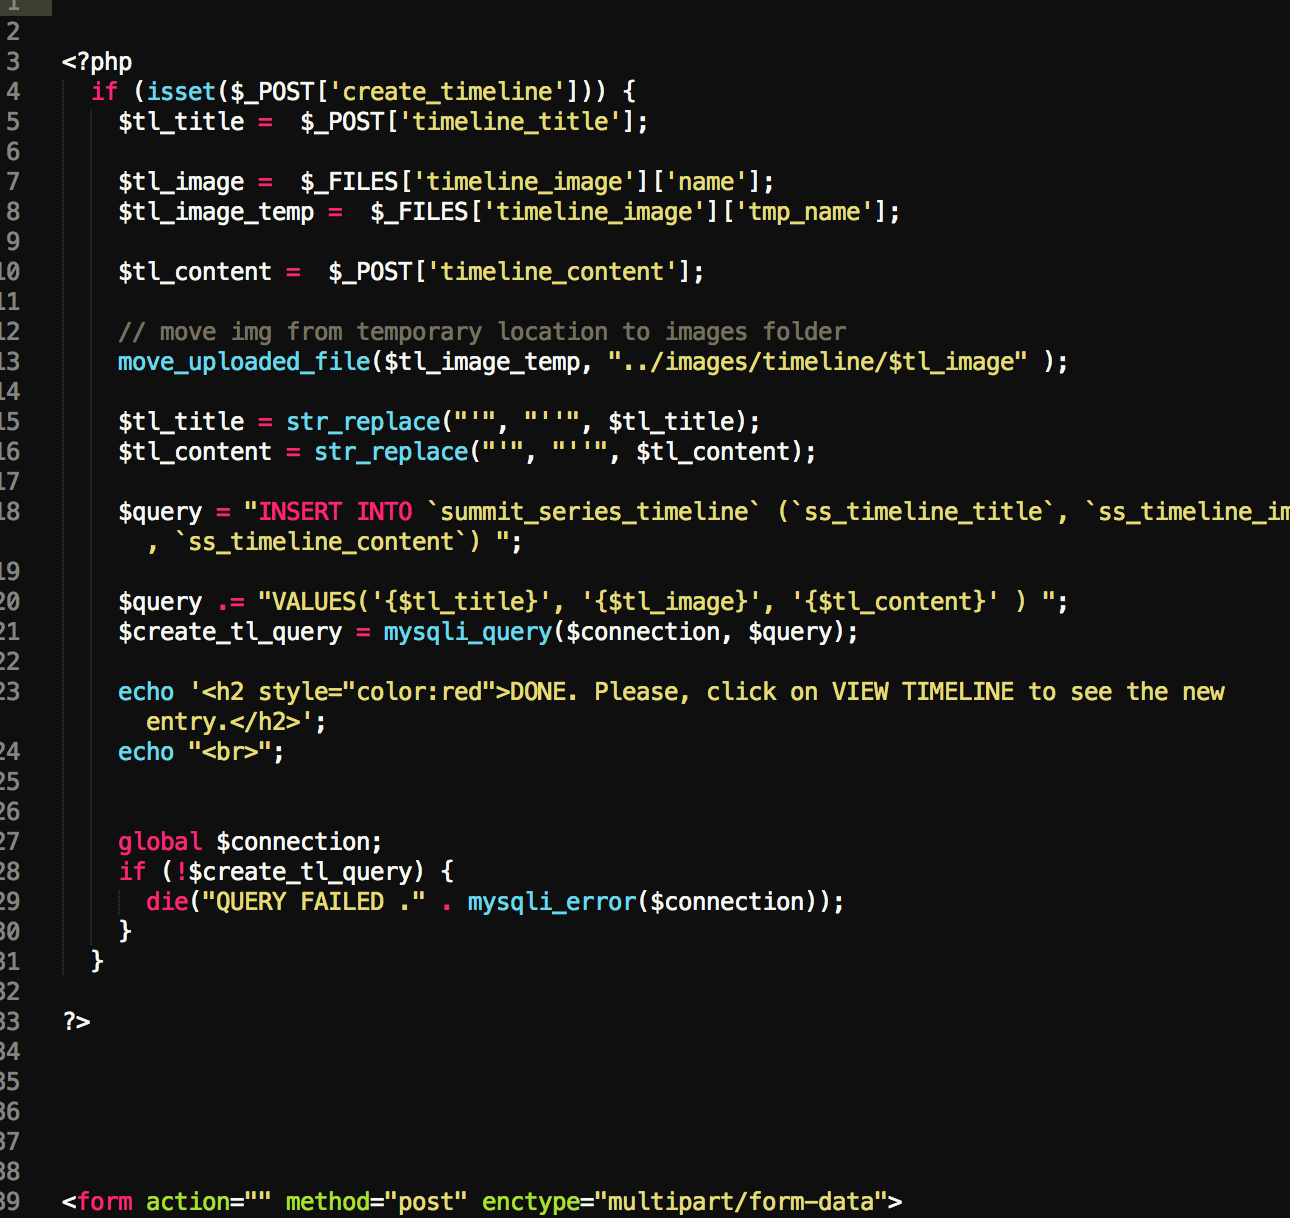 1
2
3 <?php
4 if (isset($_POST['create_timeline'])) {
5 $tl_title =  $_POST['timeline_title'];
6
7 $tl_image =  $_FILES['timeline_image']['name'];
8 $tl_image_temp =  $_FILES['timeline_image']['tmp_name'];
9
10 $tl_content =  $_POST['timeline_content'];
11
12 // move img from temporary location to images folder
13 move_uploaded_file($tl_image_temp, "../images/timeline/$tl_image" );
14
15 $tl_title = str_replace("'", "''", $tl_title);
16 $tl_content = str_replace("'", "''", $tl_content);
17
18 $query = "INSERT INTO `summit_series_timeline` (`ss_timeline_title`, `ss_timeline_im
, `ss_timeline_content`) ";
19
20 $query .= "VALUES('{$tl_title}', '{$tl_image}', '{$tl_content}' ) ";
21 $create_tl_query = mysqli_query($connection, $query);
22
23 echo '<h2 style="color:red">DONE. Please, click on VIEW TIMELINE to see the new
entry.</h2>';
24 echo "<br>";
25
26
27 global $connection;
28 if (!$create_tl_query) {
29 die("QUERY FAILED ." . mysqli_error($connection));
30 }
31 }
32
33 ?>
34
35
36
37
38
39 <form action="" method="post" enctype="multipart/form-data">